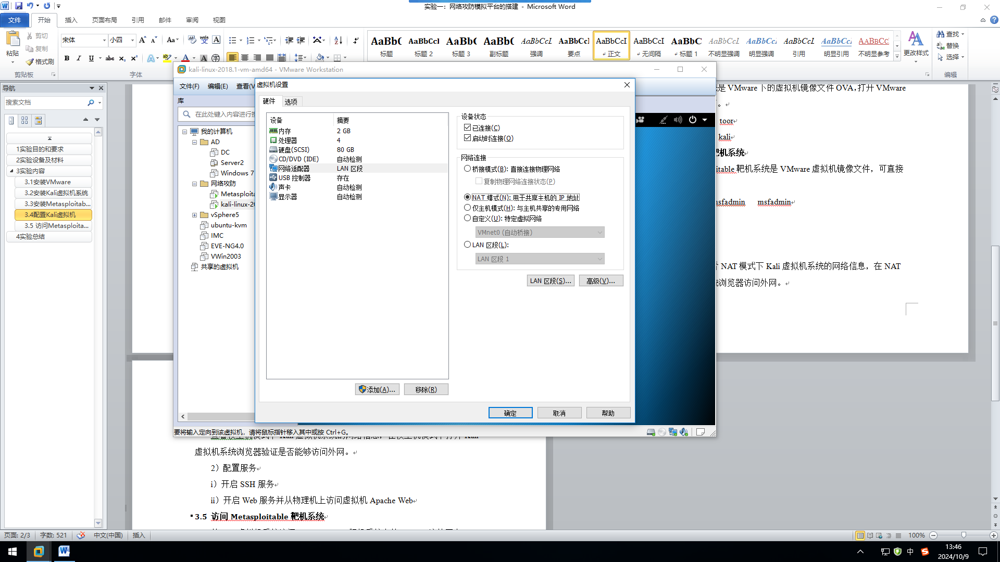 实验一：网络攻防模拟平台的搭建 - Microsoft Word
文件 开始 插入 页面布局 引用 邮件 审阅 视图
粘贴 剪切 复制 格式刷
剪贴板
宋体 小四
字体
AaBb( AaBbCcI AaBb( AaBb( AaBbCcL AaBbCcI AaBbCcI AaBbCcI AaBbC AaBbCcL AaBbCcL AaBbCcL AaBbCcL AaBbCc
标题 标题 2 标题 3 副标题 强调 要点 正文 无间隔 标题 1 不明显强调 明显强调 引用 明显引用 不明显参考
更改样式
查找
替换
选择
编辑
导航
搜索文档
1实验目的和要求
2实验设备及材料
3实验内容
3.1安装VMware
3.2安装Kali虚拟机系统
3.3安装Metasploitab...
3.4配置Kali虚拟机
3.5 访问Metasploita...
4实验总结
kali-linux-2018.1-vm-amd64 - VMware Workstation
文件(F) 编辑(E) 查看(V
库
在此处键入内容进行搜
我的计算机
AD
DC
Server2
Windows 7
网络攻防
Metasploita
kali-linux-20
vSphere5
ubuntu-kvm
IMC
EVE-NG4.0
VWin2003
共享的虚拟机
要将输入定向到该虚拟机，请将鼠标指针移入其中或按 Ctrl+G。
虚拟机设置
硬件 选项
设备 摘要
内存 2 GB
处理器 4
硬盘(SCSI) 80 GB
CD/DVD (IDE) 自动检测
网络适配器 LAN 区段
USB 控制器 存在
声卡 自动检测
显示器 自动检测
添加(A)... 移除(R)
设备状态
已连接(C)
启动时连接(O)
网络连接
桥接模式(B): 直接连接物理网络
复制物理网络连接状态(P)
NAT 模式(N): 用于共享主机的 IP 地址
仅主机模式(H): 与主机共享的专用网络
自定义(U): 特定虚拟网络
VMnet0 (自动桥接)
LAN 区段(L):
LAN 区段 1
LAN 区段(S)... 高级(V)...
确定 取消 帮助
是 VMware 下的虚拟机镜像文件 OVA,打开 VMware
。
toor
kali
靶机系统
itable 靶机系统是 VMware 虚拟机镜像文件，可直接
msfadmin msfadmin
看 NAT 模式下 Kali 虚拟机系统的网络信息，在 NAT
统浏览器访问外网。
虚拟机系统浏览器验证是否能够访问外网。
2）配置服务
i）开启 SSH 服务
ii）开启 Web 服务并从物理机上访问虚拟机 Apache Web
3.5 访问 Metasploitable 靶机系统
页面: 2/3 字数: 521 中文(中国) 插入
100%
中
13:46
2024/10/9